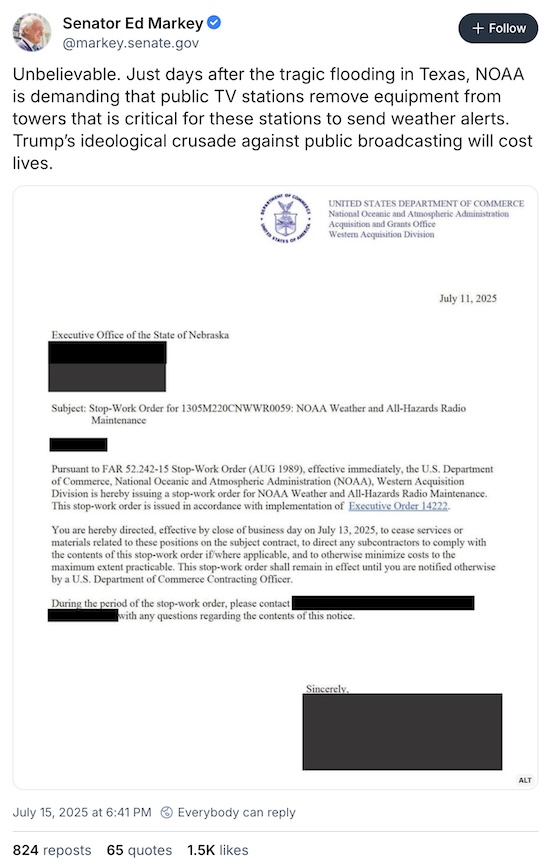 Senator Ed Markey
@markey.senate.gov
+ Follow
Unbelievable. Just days after the tragic flooding in Texas, NOAA
is demanding that public TV stations remove equipment from
towers that is critical for these stations to send weather alerts.
Trump’s ideological crusade against public broadcasting will cost
lives.
DEPARTMENT OF COMMERCE
UNITED STATES OF AMERICA
UNITED STATES DEPARTMENT OF COMMERCE
National Oceanic and Atmospheric Administration
Acquisition and Grants Office
Western Acquisition Division
July 11, 2025
Executive Office of the State of Nebraska
Subject: Stop-Work Order for 1305M220CNWWR0059: NOAA Weather and All-Hazards Radio
Maintenance
Pursuant to FAR 52.242-15 Stop-Work Order (AUG 1989), effective immediately, the U.S. Department
of Commerce, National Oceanic and Atmospheric Administration (NOAA), Western Acquisition
Division is hereby issuing a stop-work order for NOAA Weather and All-Hazards Radio Maintenance.
This stop-work order is issued in accordance with implementation of Executive Order 14222.
You are hereby directed, effective by close of business day on July 13, 2025, to cease services or
materials related to these positions on the subject contract, to direct any subcontractors to comply with
the contents of this stop-work order if/where applicable, and to otherwise minimize costs to the
maximum extent practicable. This stop-work order shall remain in effect until you are notified otherwise
by a U.S. Department of Commerce Contracting Officer.
During the period of the stop-work order, please contact
with any questions regarding the contents of this notice.
Sincerely,
ALT
July 15, 2025 at 6:41 PM Everybody can reply
824 reposts 65 quotes 1.5K likes